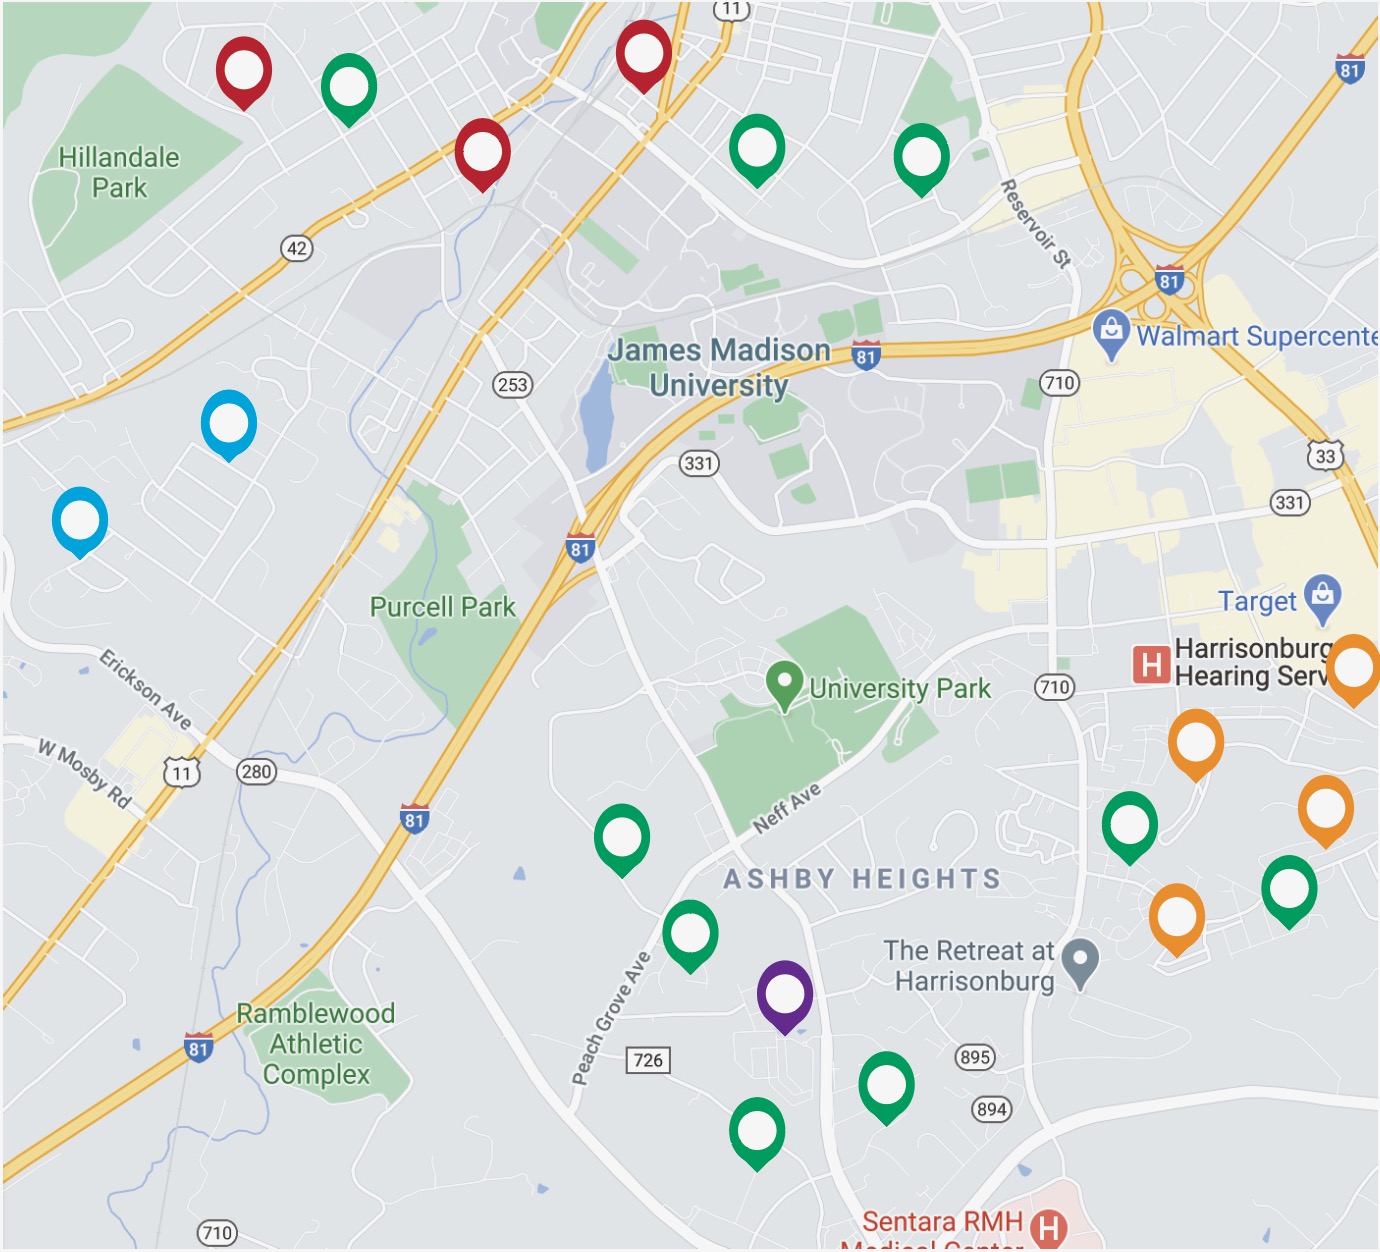 11
81
Hillandale
Park
Reservoir St
42
81
Walmart Supercente
James Madison
University
81
253
710
331
33
331
81
Purcell Park
Target
Erickson Ave
Harrisonburg
Hearing Serv
H
University Park
710
W Mosby Rd
11
280
81
Neff Ave
ASHBY HEIGHTS
The Retreat at
Harrisonburg
Peach Grove Ave
Ramblewood
Athletic
Complex
81
726
895
894
Sentara RMH
Medical Center
H
710